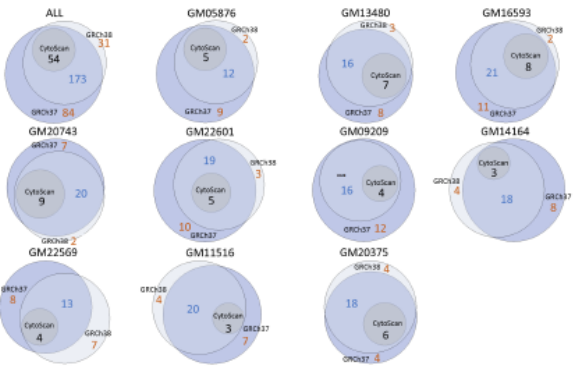 ALL
GRCh38
31
CytoScan
54
173
GRCh37 84
GM05876
GRCh38
2
CytoScan
5
12
GRCh37 9
GM13480
GRCh38 3
16
CytoScan
7
GRCh37 8
GM16593
GRCh38
2
CytoScan
8
21
11
GRCh37
GM20743
GRCh37 7
CytoScan
9
20
GRCh38 2
GM22601
19
GRCh38
3
CytoScan
5
10
GRCh37
GM09209
16
CytoScan
4
GRCh37 12
GM14164
CytoScan
3
GRCh38
4
18
GRCh37
8
GM22569
GRCh37
8
13
CytoScan
4
GRCh38
7
GM11516
GRCh38
4
20
CytoScan
3
GRCh37
7
GM20375
GRCh38 4
18
CytoScan
6
GRCh37 4